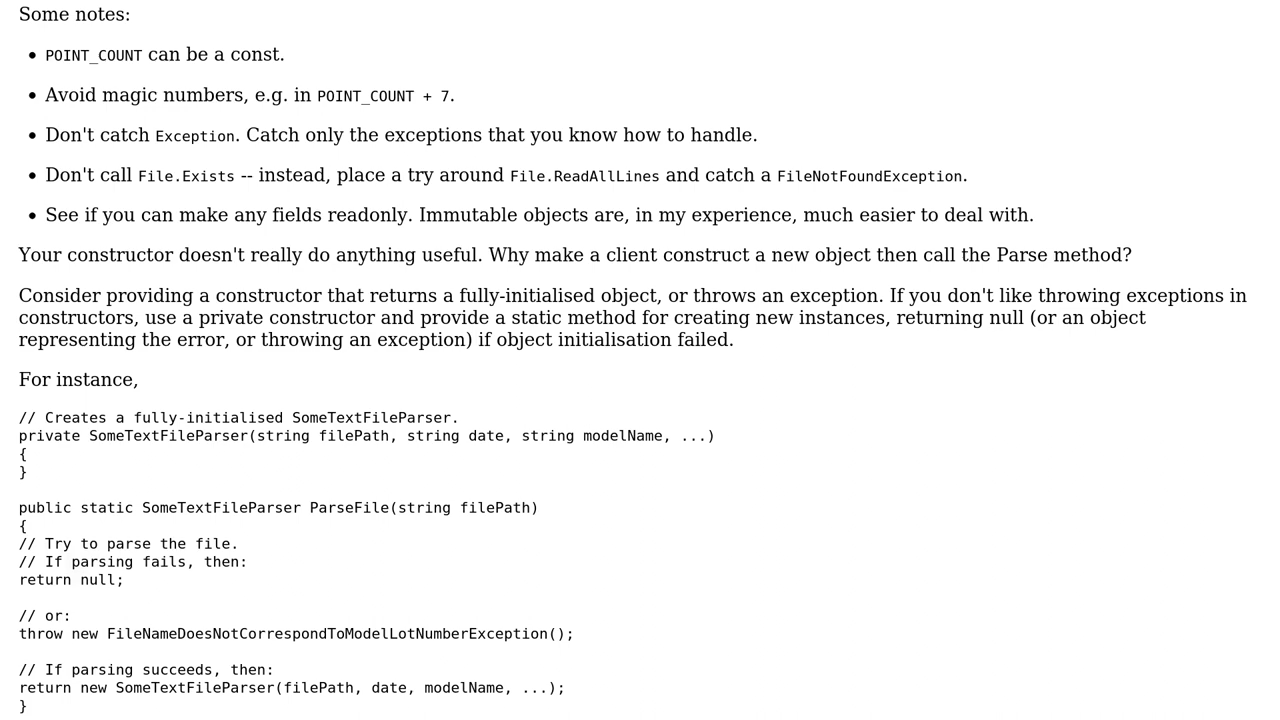 Some notes:
• POINT_COUNT can be a const.
• Avoid magic numbers, e.g. in POINT_COUNT + 7.
• Don't catch Exception. Catch only the exceptions that you know how to handle.
• Don't call File.Exists -- instead, place a try around File.ReadAllLines and catch a FileNotFoundException.
• See if you can make any fields readonly. Immutable objects are, in my experience, much easier to deal with.
Your constructor doesn't really do anything useful. Why make a client construct a new object then call the Parse method?
Consider providing a constructor that returns a fully-initialised object, or throws an exception. If you don't like throwing exceptions in
constructors, use a private constructor and provide a static method for creating new instances, returning null (or an object
representing the error, or throwing an exception) if object initialisation failed.
For instance,
// Creates a fully-initialised SomeTextFileParser.
private SomeTextFileParser(string filePath, string date, string modelName, ...)
{
}
public static SomeTextFileParser ParseFile(string filePath)
{
// Try to parse the file.
// If parsing fails, then:
return null;
// or:
throw new FileNameDoesNotCorrespondToModelLotNumberException();
// If parsing succeeds, then:
return new SomeTextFileParser(filePath, date, modelName, ...);
}